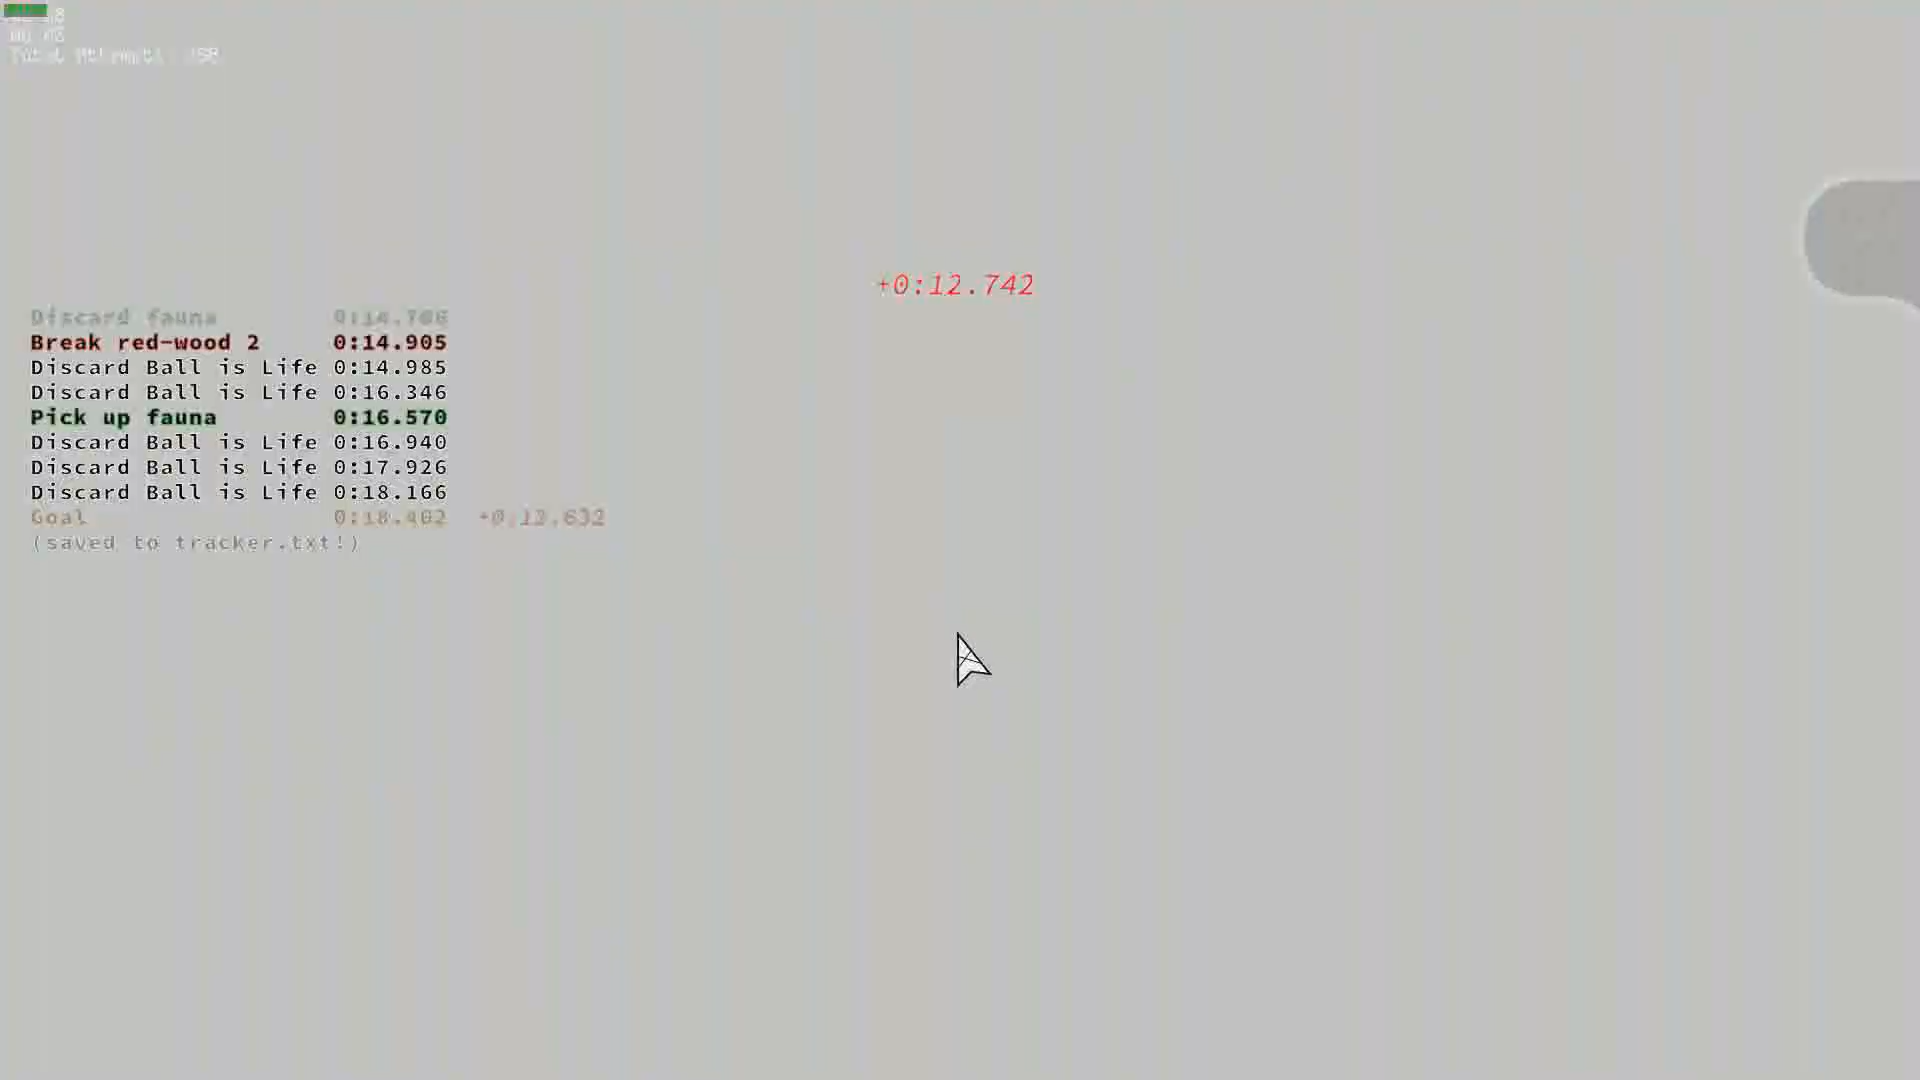 Total Attempts:
+0:12.742
Discard fauna 0:14.706
Break red-wood 2 0:14.905
Discard Ball is Life 0:14.985
Discard Ball is Life 0:16.346
Pick up fauna 0:16.570
Discard Ball is Life 0:16.940
Discard Ball is Life 0:17.926
Discard Ball is Life 0:18.166
Goal 0:18.402
(saved to tracker.txt!)